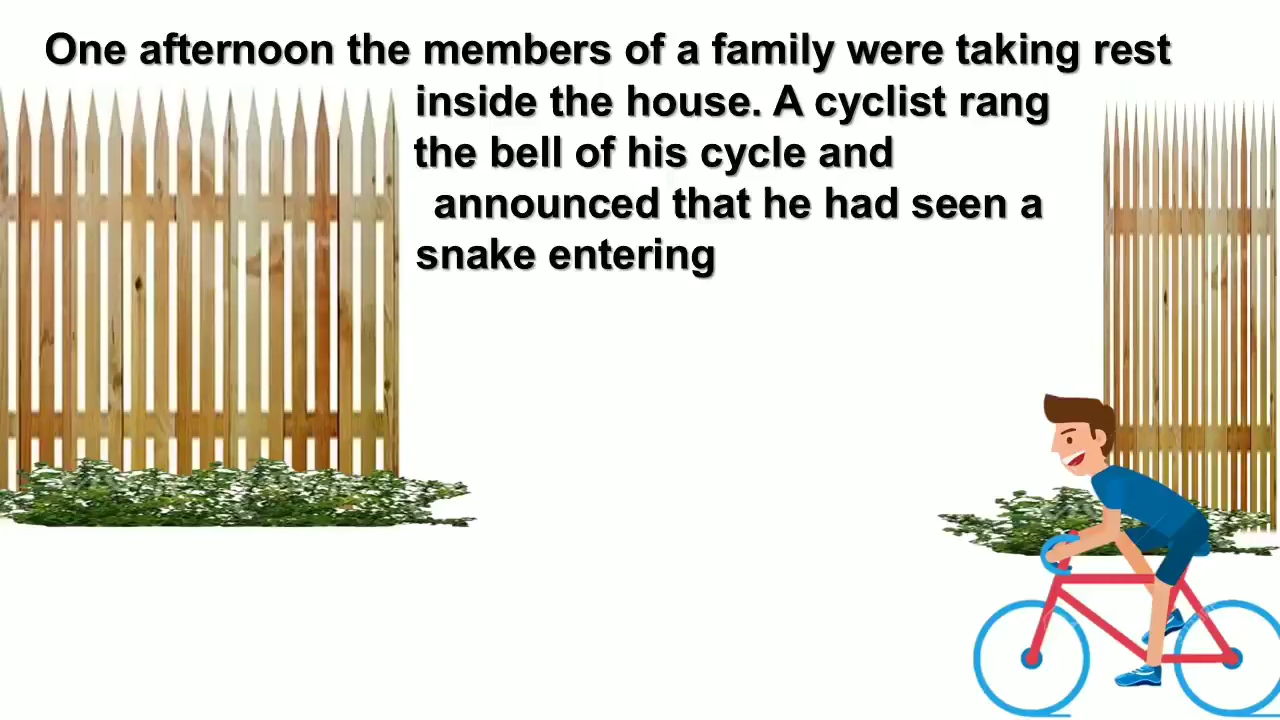 One afternoon the members of a family were taking rest
inside the house. A cyclist rang
the bell of his cycle and
announced that he had seen a
snake entering